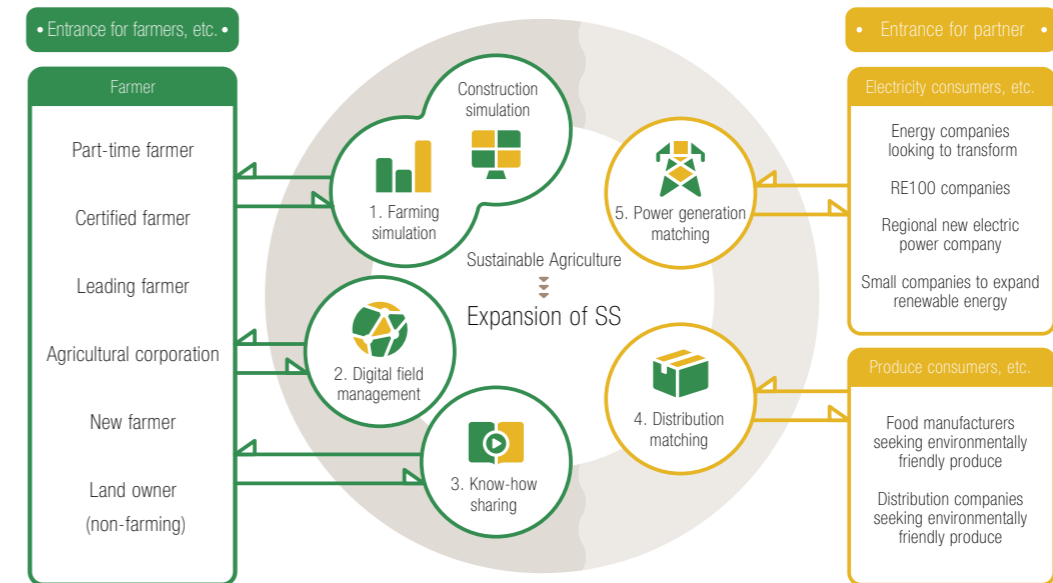 • Entrance for farmers, etc. •
Farmer
Part-time farmer
Certified farmer
Leading farmer
Agricultural corporation
New farmer
Land owner
(non-farming)
Construction
simulation
1. Farming
simulation
2. Digital field
management
3. Know-how
sharing
Sustainable Agriculture
Expansion of SS
5. Power generation
matching
4. Distribution
matching
• Entrance for partner •
Electricity consumers, etc.
Energy companies
looking to transform
RE100 companies
Regional new electric
power company
Small companies to expand
renewable energy
Produce consumers, etc.
Food manufacturers
seeking environmentally
friendly produce
Distribution companies
seeking environmentally
friendly produce